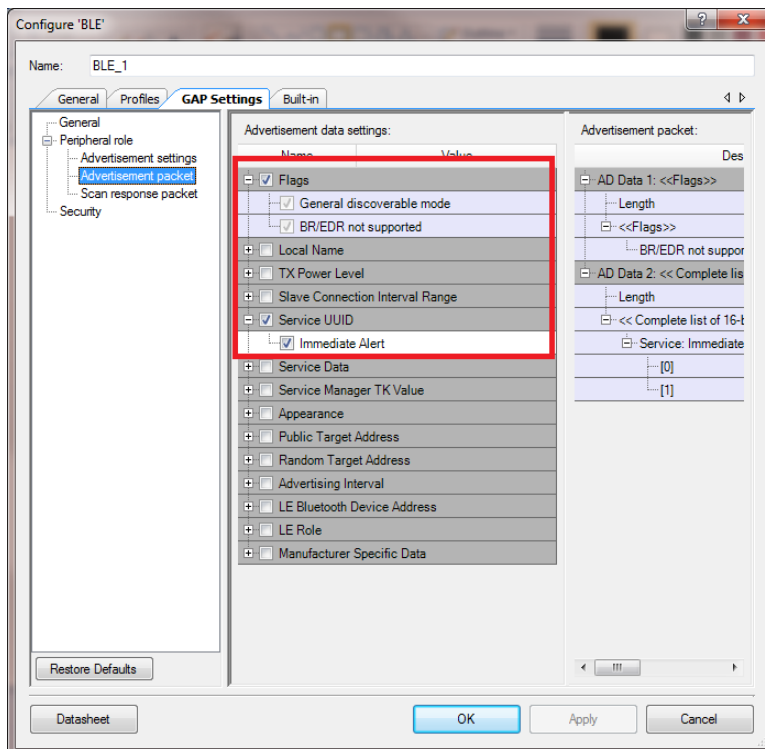 Configure 'BLE'
Name: BLE_1
General Profiles GAP Settings Built-in
General
Peripheral role
Advertisement settings
Advertisement packet
Scan response packet
Security
Restore Defaults
Advertisement data settings:
Name Value
Flags
General discoverable mode
BR/EDR not supported
Local Name
TX Power Level
Slave Connection Interval Range
Service UUID
Immediate Alert
Service Data
Service Manager TK Value
Appearance
Public Target Address
Random Target Address
Advertising Interval
LE Bluetooth Device Address
LE Role
Manufacturer Specific Data
Advertisement packet:
Des
AD Data 1: <<Flags>>
Length
<<Flags>>
BR/EDR not suppor
AD Data 2: << Complete lis
Length
<< Complete list of 16-b
Service: Immediate
[0]
[1]
Datasheet OK Apply Cancel